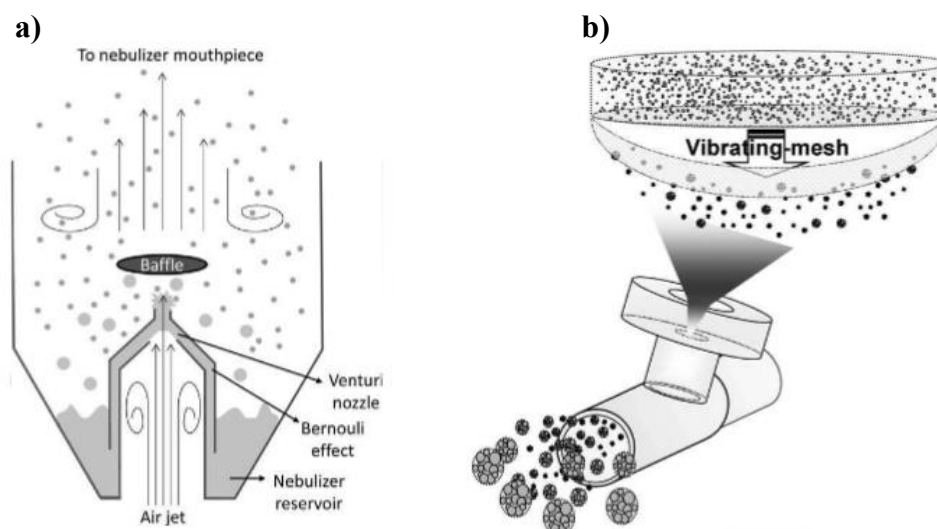 a)
To nebulizer mouthpiece
Baffle
Venturi
nozzle
Bernouli
effect
Nebulizer
reservoir
Air jet
b)
Vibrating-mesh